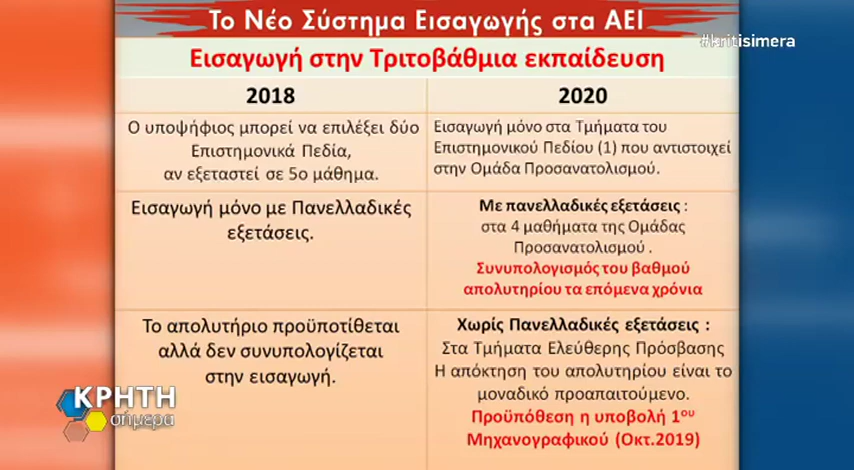 Το Νέο Σύστημα Εισαγωγής στα ΑΕΙ
#kritisimera
Εισαγωγή στην Τριτοβάθμια εκπαίδευση
2018
2020
Ο υποψήφιος μπορεί να επιλέξει δύο
Επιστημονικά Πεδία,
αν εξεταστεί σε 5ο μάθημα.
Εισαγωγή μόνο στα Τμήματα του
Επιστημονικού Πεδίου (1) που αντιστοιχεί
στην Ομάδα Προσανατολισμού.
Εισαγωγή μόνο με Πανελλαδικές
εξετάσεις.
Με πανελλαδικές εξετάσεις :
στα 4 μαθήματα της Ομάδας
Προσανατολισμού .
Συνυπολογισμός του βαθμού
απολυτηρίου τα επόμενα χρόνια
Το απολυτήριο προϋποτίθεται
αλλά δεν συνυπολογίζεται
στην εισαγωγή.
Χωρίς Πανελλαδικές εξετάσεις :
Στα Τμήματα Ελεύθερης Πρόσβασης
Η απόκτηση του απολυτηρίου είναι το
μοναδικό προαπαιτούμενο.
Προϋπόθεση η υποβολή 1ου
Μηχανογραφικού (Οκτ.2019)
ΚΡΗΤΗ
σήμερα